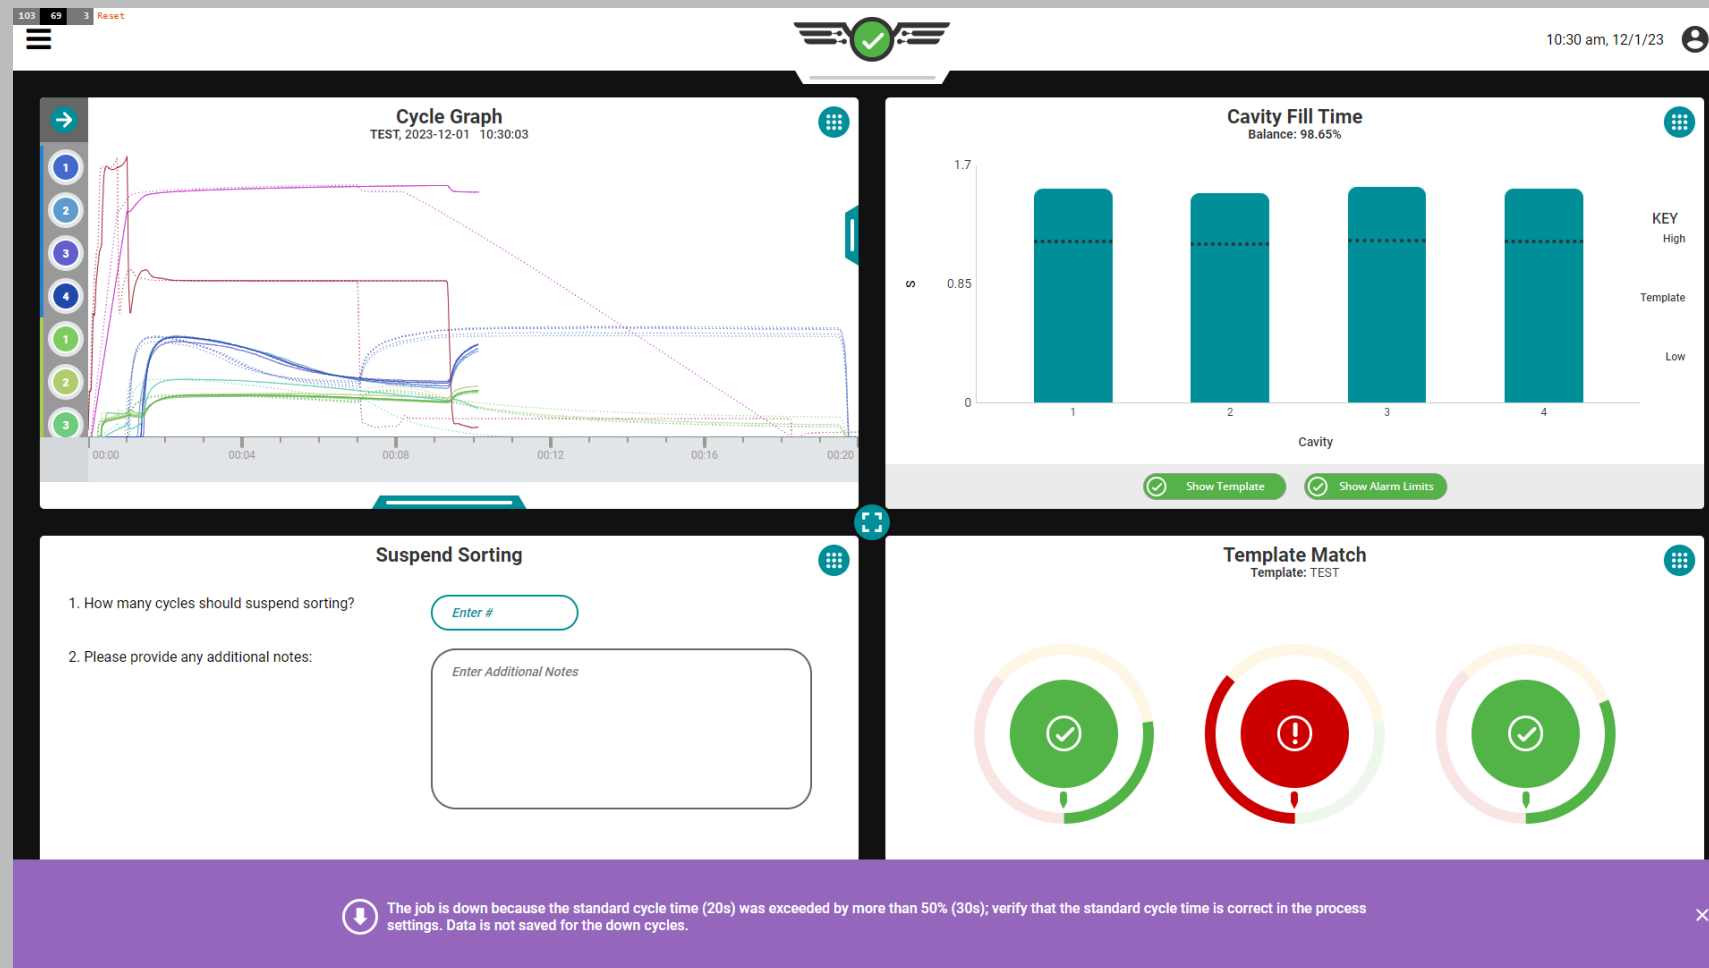 103 69 3 Reset
10:30 am, 12/1/23
Cycle Graph
TEST, 2023-12-01 10:30:03
1
2
3
4
1
2
3
00:00 00:04 00:08 00:12 00:16 00:20
Cavity Fill Time
Balance: 98.65%
1.7
0.85
0
s
1 2 3 4
Cavity
KEY
High
Template
Low
Show Template Show Alarm Limits
Suspend Sorting
1. How many cycles should suspend sorting?
Enter #
2. Please provide any additional notes:
Enter Additional Notes
Template Match
Template: TEST
The job is down because the standard cycle time (20s) was exceeded by more than 50% (30s); verify that the standard cycle time is correct in the process
settings. Data is not saved for the down cycles.